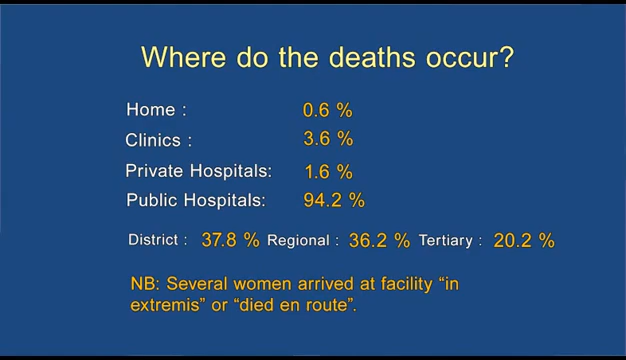 Where do the deaths occur?
Home : 0.6 %
Clinics : 3.6 %
Private Hospitals: 1.6 %
Public Hospitals: 94.2 %
District : 37.8 % Regional : 36.2 % Tertiary : 20.2 %
NB: Several women arrived at facility “in
extremis” or “died en route”.